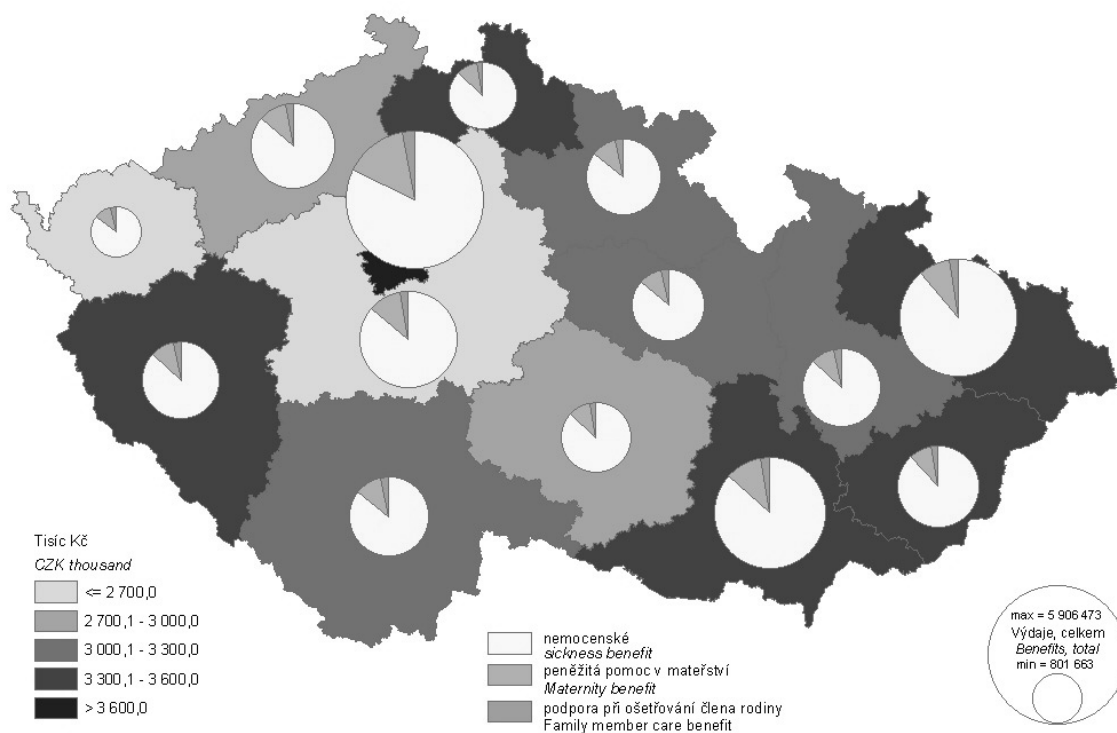 Tisíc Kč
CZK thousand
<= 2 700,0
2 700,1 - 3 000,0
3 000,1 - 3 300,0
3 300,1 - 3 600,0
> 3 600,0
nemocenské
sickness benefit
peněžitá pomoc v mateřství
Maternity benefit
podpora při ošetřování člena rodiny
Family member care benefit
max = 5 906 473
Výdaje, celkem
Benefits, total
min = 801 663